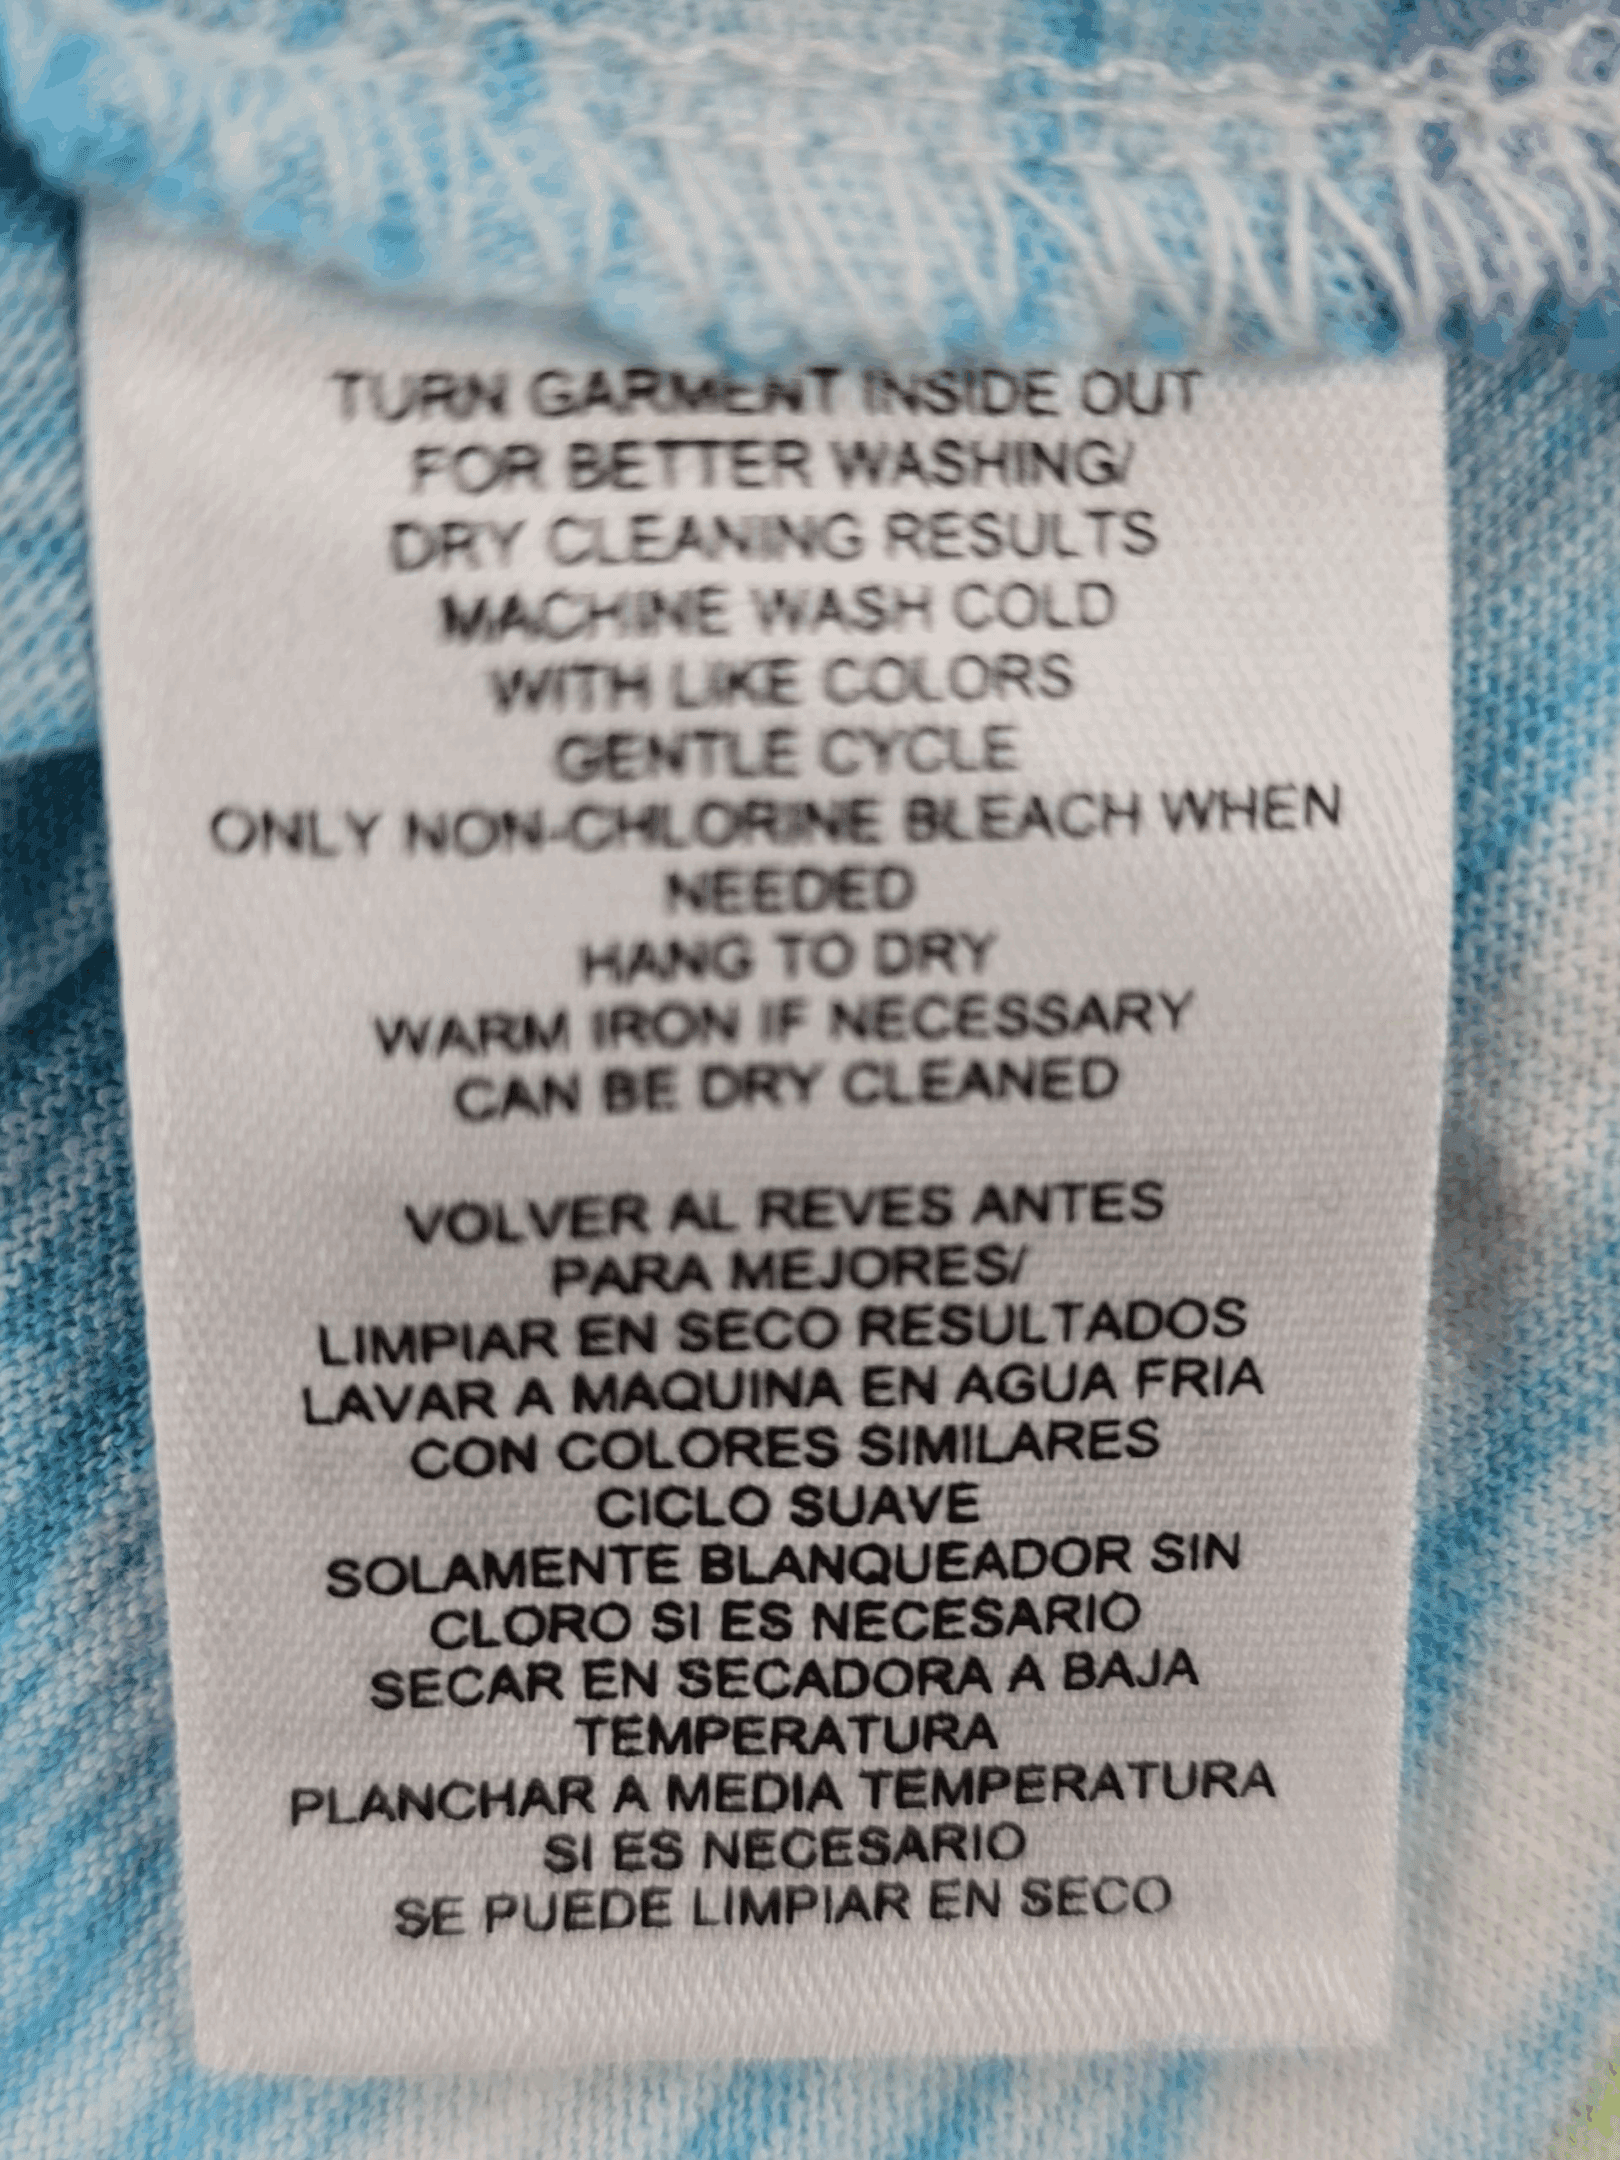 TURN GARMENT INSIDE OUT
FOR BETTER WASHING/
DRY CLEANING RESULTS
MACHINE WASH COLD
WITH LIKE COLORS
GENTLE CYCLE
ONLY NON-CHLORINE BLEACH WHEN
NEEDED
HANG TO DRY
WARM IRON IF NECESSARY
CAN BE DRY CLEANED
VOLVER AL REVES ANTES
PARA MEJORES/
LIMPIAR EN SECO RESULTADOS
LAVAR A MAQUINA EN AGUA FRIA
CON COLORES SIMILARES
CICLO SUAVE
SOLAMENTE BLANQUEADOR SIN
CLORO SI ES NECESARIO
SECAR EN SECADORA A BAJA
TEMPERATURA
PLANCHAR A MEDIA TEMPERATURA
SI ES NECESARIO
SE PUEDE LIMPIAR EN SECO